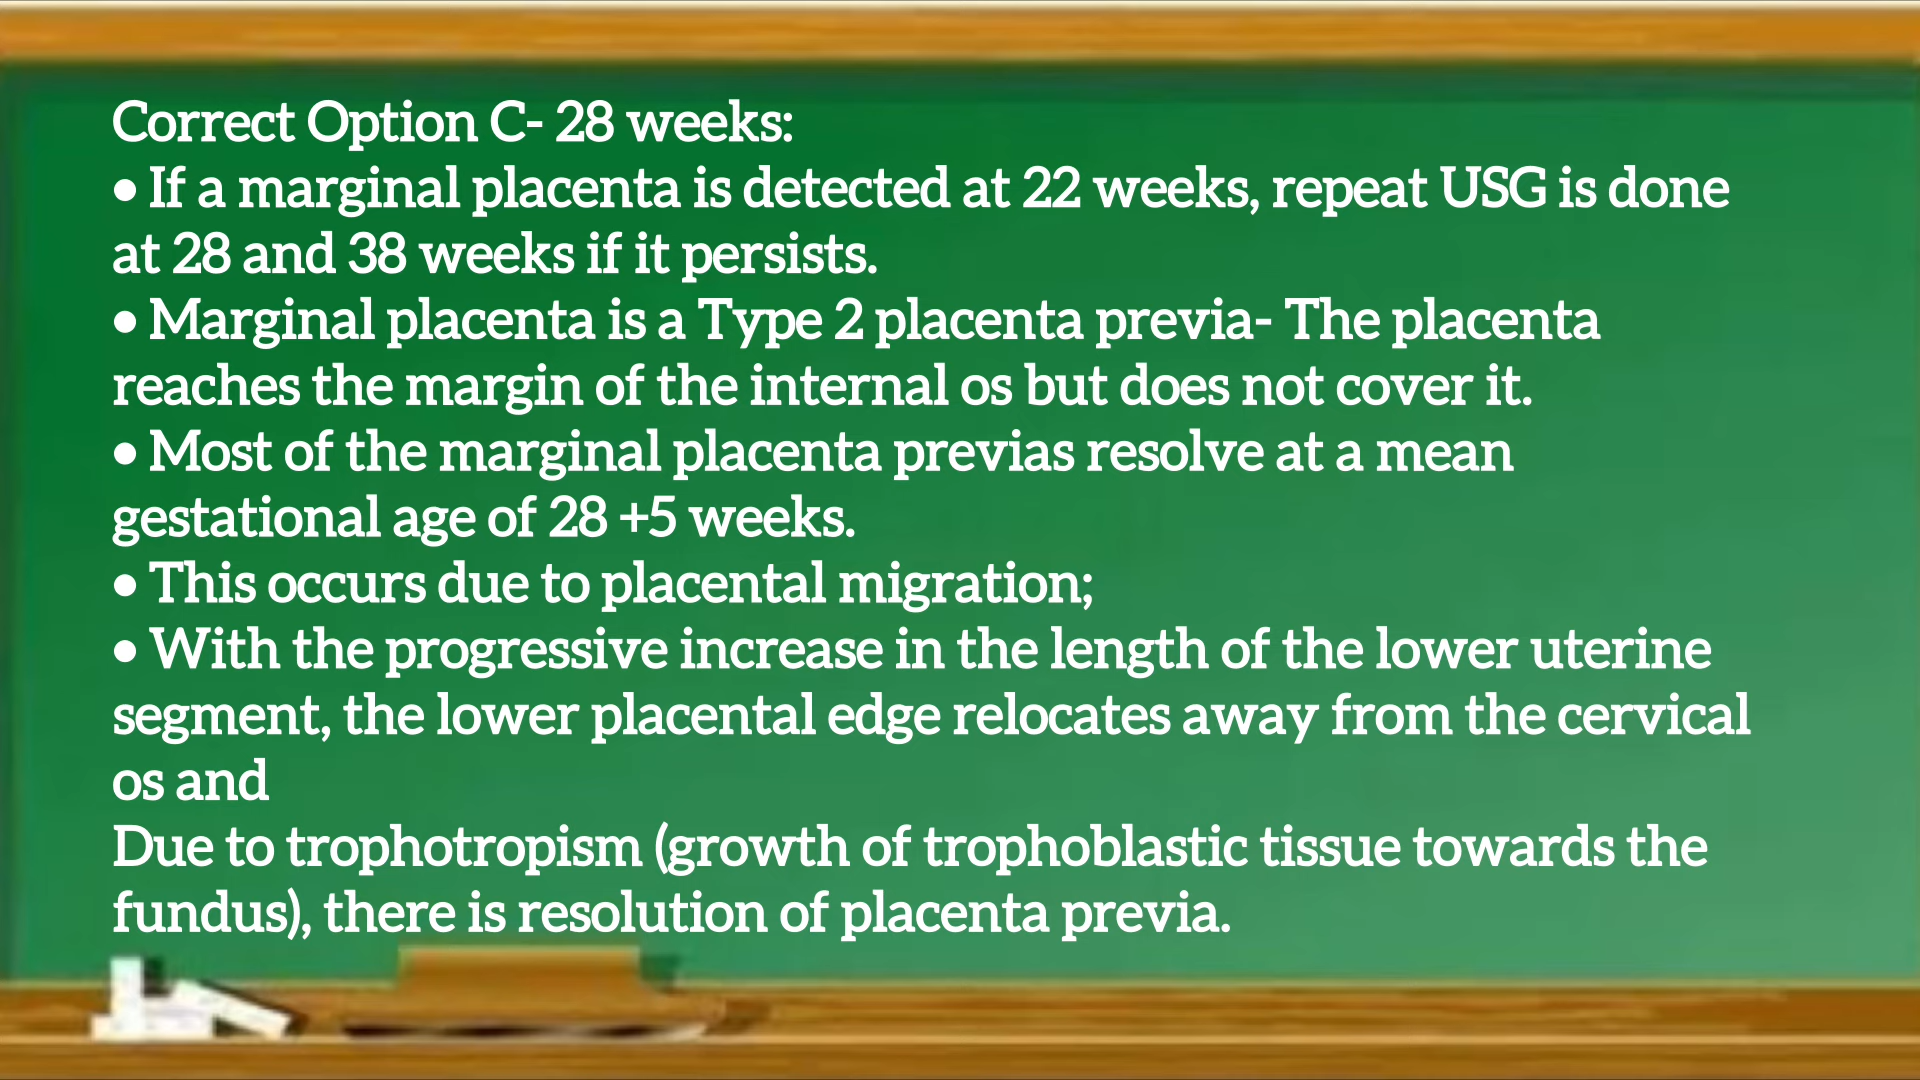 Correct Option C- 28 weeks:
• If a marginal placenta is detected at 22 weeks, repeat USG is done
at 28 and 38 weeks if it persists.
• Marginal placenta is a Type 2 placenta previa- The placenta
reaches the margin of the internal os but does not cover it.
• Most of the marginal placenta previas resolve at a mean
gestational age of 28 +5 weeks.
• This occurs due to placental migration;
• With the progressive increase in the length of the lower uterine
segment, the lower placental edge relocates away from the cervical
os and
Due to trophotropism (growth of trophoblastic tissue towards the
fundus), there is resolution of placenta previa.